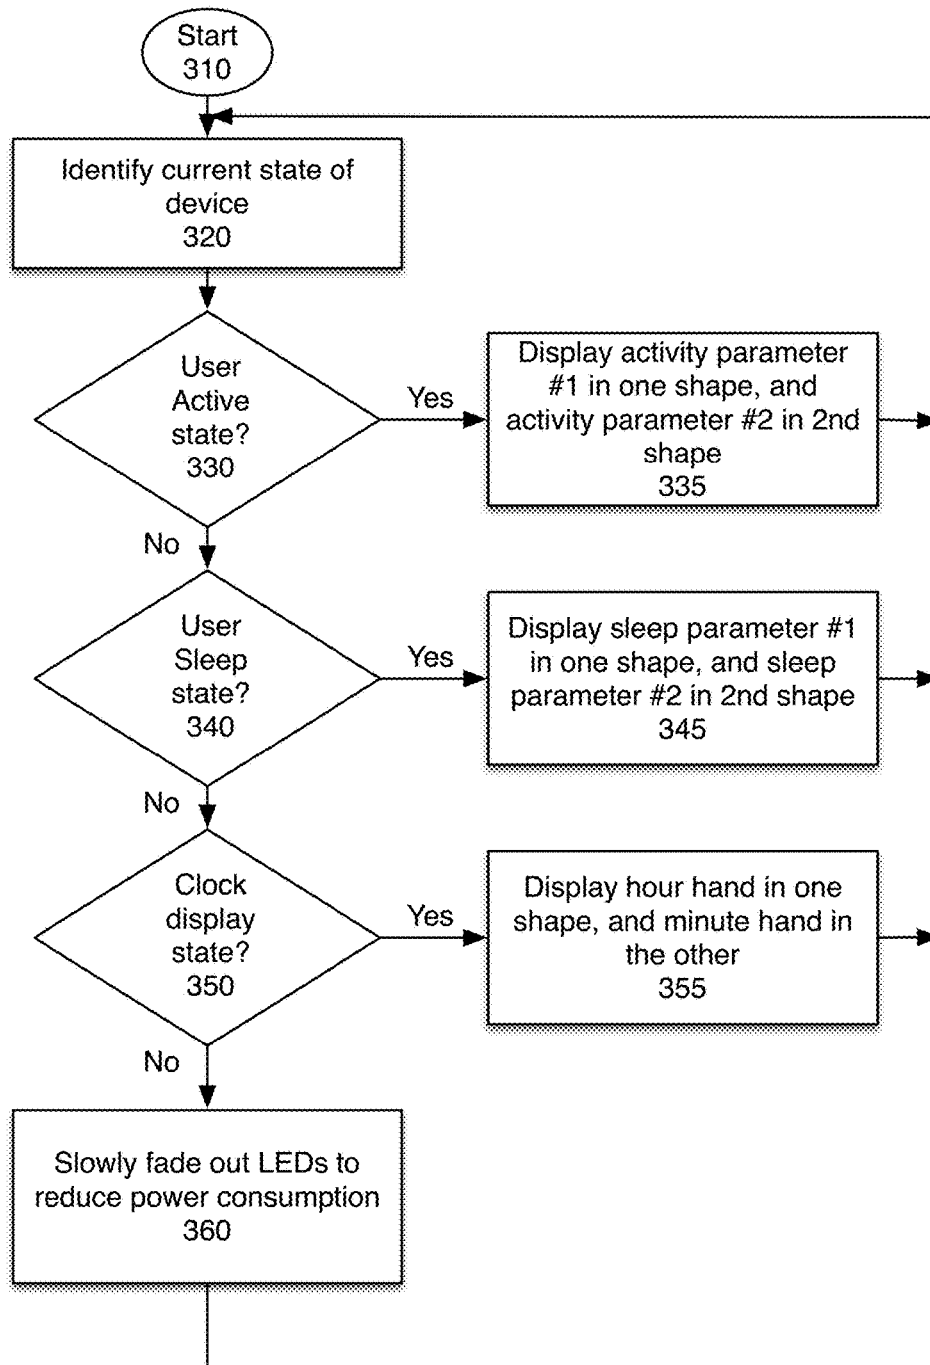 Start
310
Identify current state of
device
320
User
Active
state?
330
Yes
Display activity parameter
#1 in one shape, and
activity parameter #2 in 2nd
shape
335
No
User
Sleep
state?
340
Yes
Display sleep parameter #1
in one shape, and sleep
parameter #2 in 2nd shape
345
No
Clock
display
state?
350
Yes
Display hour hand in one
shape, and minute hand in
the other
355
No
Slowly fade out LEDs to
reduce power consumption
360